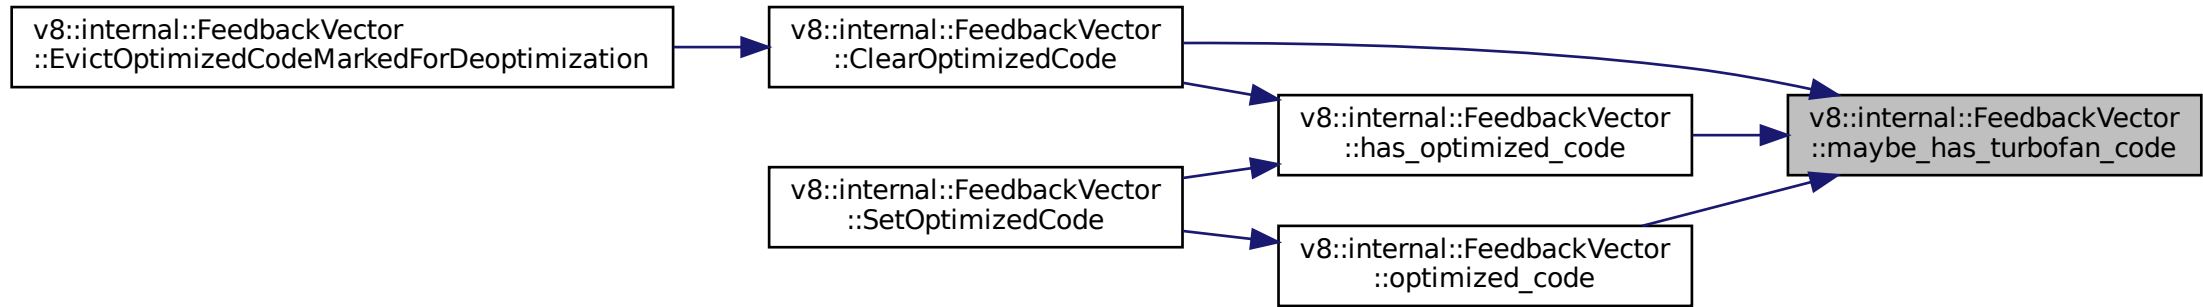 v8::internal::FeedbackVector
::EvictOptimizedCodeMarkedForDeoptimization
v8::internal::FeedbackVector
::ClearOptimizedCode
v8::internal::FeedbackVector
::SetOptimizedCode
v8::internal::FeedbackVector
::has_optimized_code
v8::internal::FeedbackVector
::optimized_code
v8::internal::FeedbackVector
::maybe_has_turbofan_code